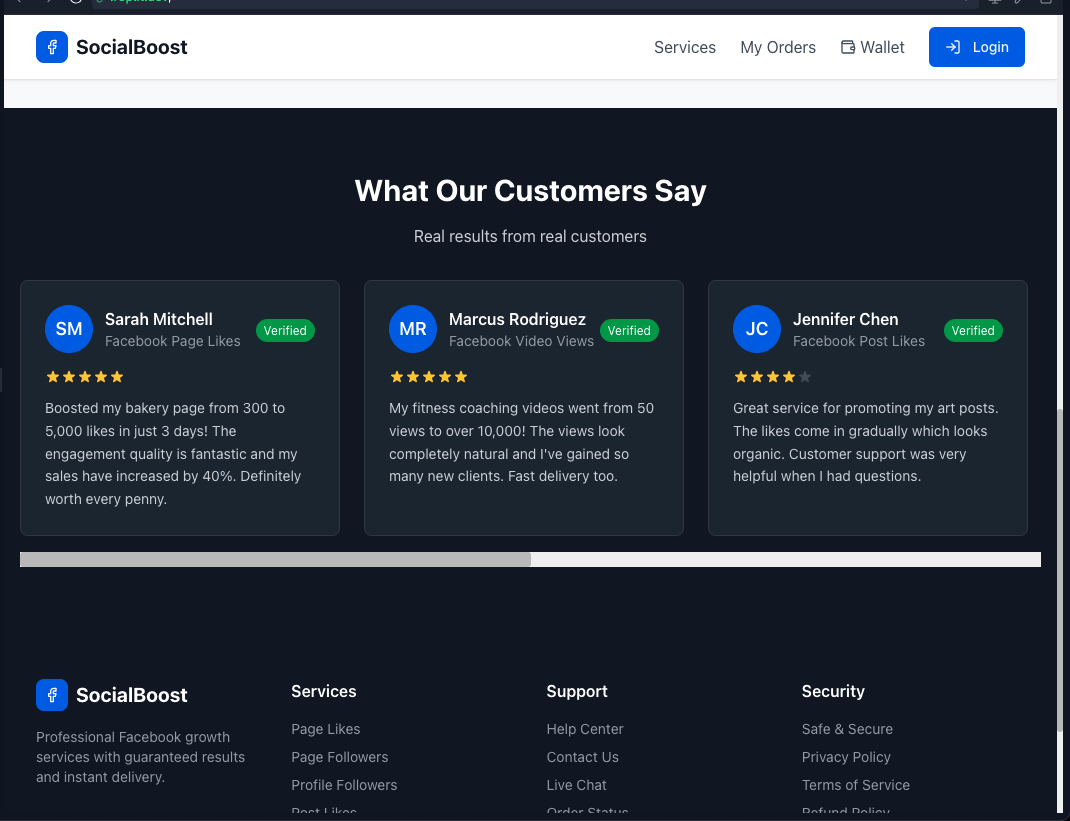 SocialBoost
Services
My Orders
Wallet
Login
What Our Customers Say
Real results from real customers
SM
Sarah Mitchell
Facebook Page Likes
Verified
Boosted my bakery page from 300 to
5,000 likes in just 3 days! The
engagement quality is fantastic and my
sales have increased by 40%. Definitely
worth every penny.
MR
Marcus Rodriguez
Facebook Video Views
Verified
My fitness coaching videos went from 50
views to over 10,000! The views look
completely natural and I've gained so
many new clients. Fast delivery too.
JC
Jennifer Chen
Facebook Post Likes
Verified
Great service for promoting my art posts.
The likes come in gradually which looks
organic. Customer support was very
helpful when I had questions.
SocialBoost
Professional Facebook growth
services with guaranteed results
and instant delivery.
Services
Page Likes
Page Followers
Profile Followers
Post Likes
Support
Help Center
Contact Us
Live Chat
Order Status
Security
Safe & Secure
Privacy Policy
Terms of Service
Refund Policy